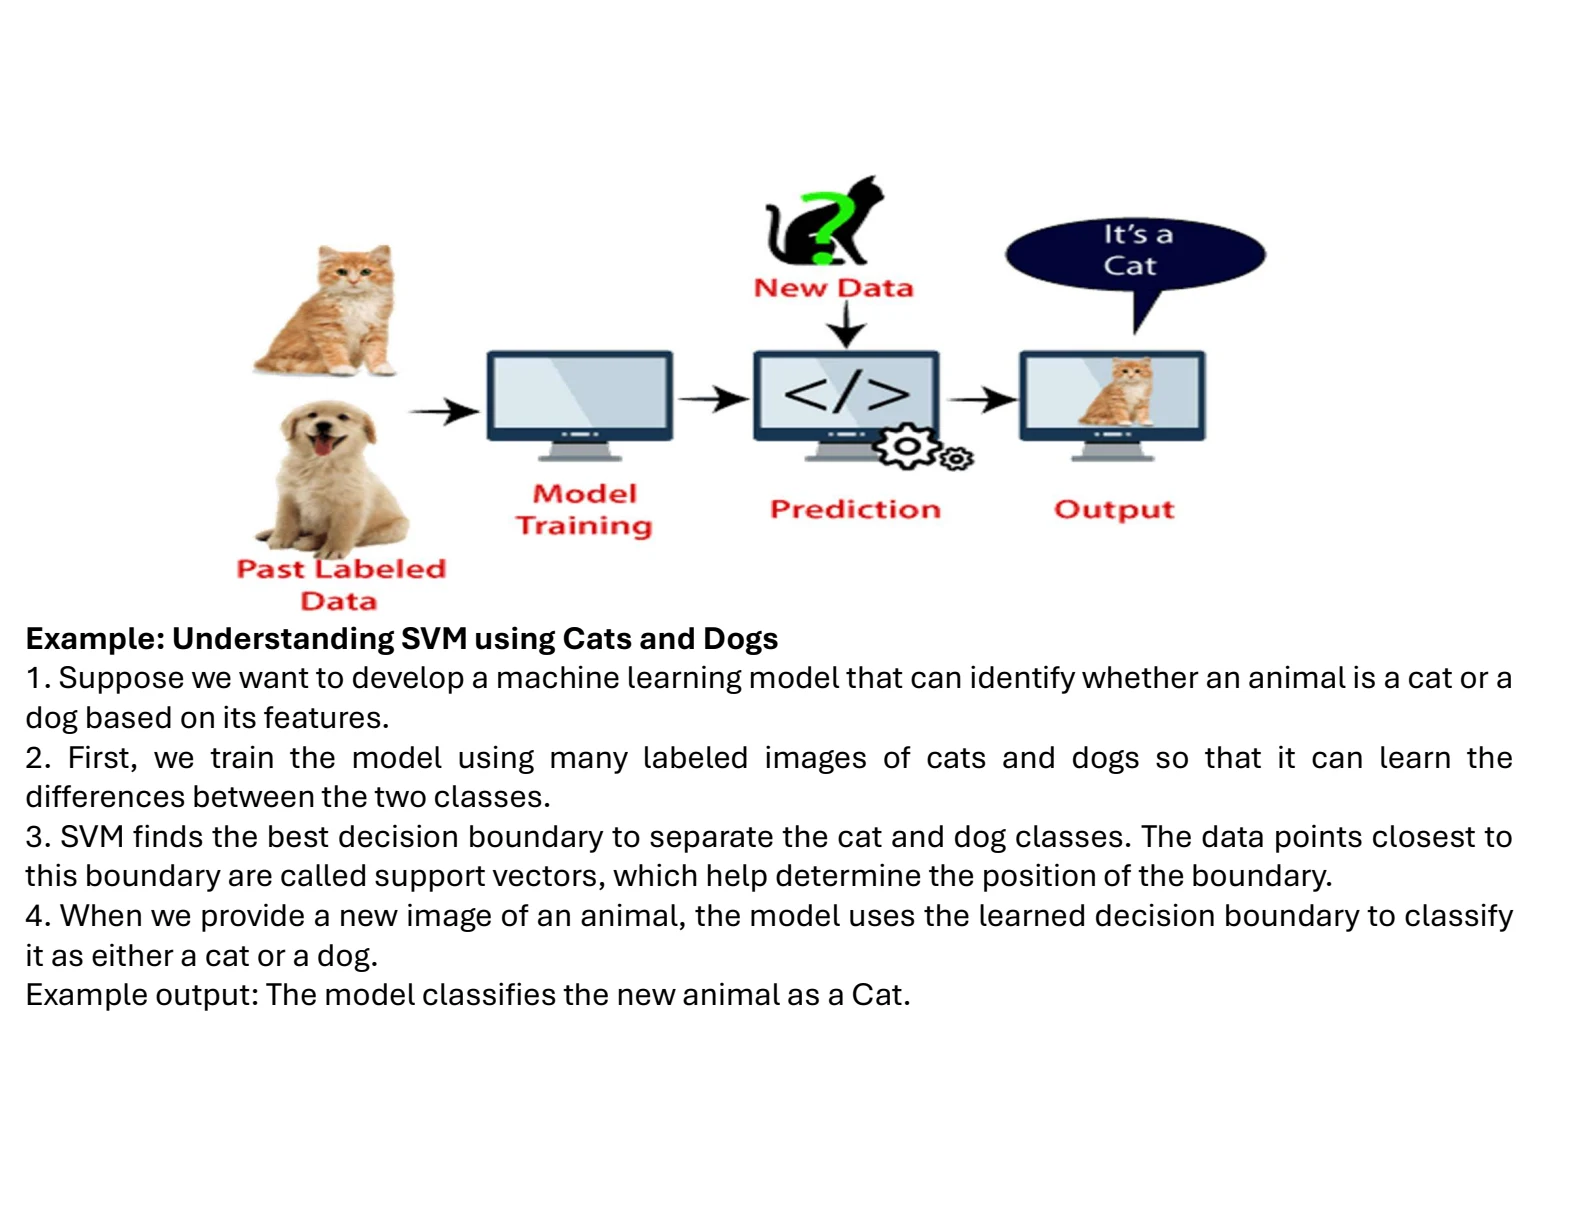 ?
New Data
It's a
Cat
</>
Model
Training
Prediction
Output
Past Labeled
Data
Example: Understanding SVM using Cats and Dogs
1. Suppose we want to develop a machine learning model that can identify whether an animal is a cat or a
dog based on its features.
2. First, we train the model using many labeled images of cats and dogs so that it can learn the
differences between the two classes.
3. SVM finds the best decision boundary to separate the cat and dog classes. The data points closest to
this boundary are called support vectors, which help determine the position of the boundary.
4. When we provide a new image of an animal, the model uses the learned decision boundary to classify
it as either a cat or a dog.
Example output: The model classifies the new animal as a Cat.